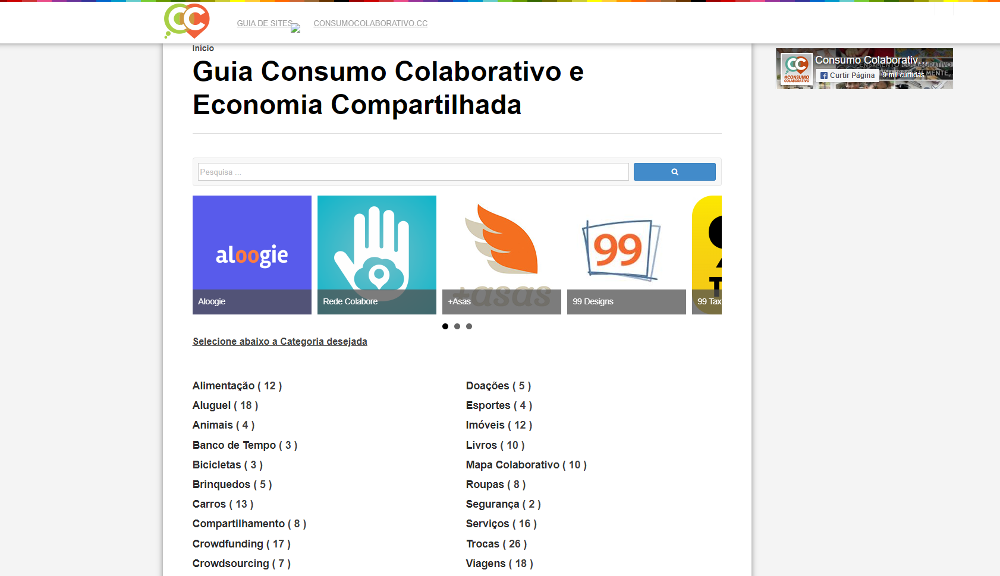 GUIA DE SITES
CONSUMOCOLABORATIVO.CC
Início
Guia Consumo Colaborativo e
Economia Compartilhada
Consumo Colaborativ...
Curtir Página
9 mil curtidas
#CONSUMO
COLABORATIVO
Pesquisa ...
aloogie
Aloogie
Rede Colabore
+asas
+Asas
99
99 Designs
99 Tax
Selecione abaixo a Categoria desejada
Alimentação ( 12 )
Aluguel ( 18 )
Animais ( 4 )
Banco de Tempo ( 3 )
Bicicletas ( 3 )
Brinquedos ( 5 )
Carros ( 13 )
Compartilhamento ( 8 )
Crowdfunding ( 17 )
Crowdsourcing ( 7 )
Doações ( 5 )
Esportes ( 4 )
Imóveis ( 12 )
Livros ( 10 )
Mapa Colaborativo ( 10 )
Roupas ( 8 )
Segurança ( 2 )
Serviços ( 16 )
Trocas ( 26 )
Viagens ( 18 )